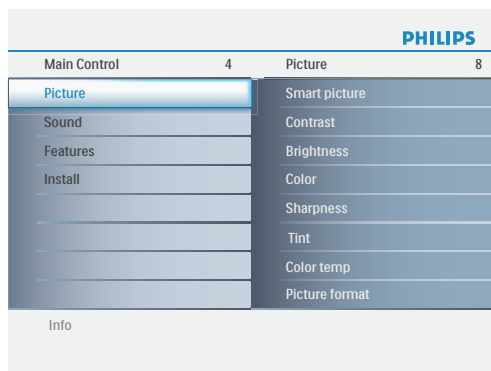 PHILIPS
Main Control 4 Picture 8
Picture Smart picture
Sound Contrast
Features Brightness
Install Color
Sharpness
Tint
Color temp
Picture format
Info